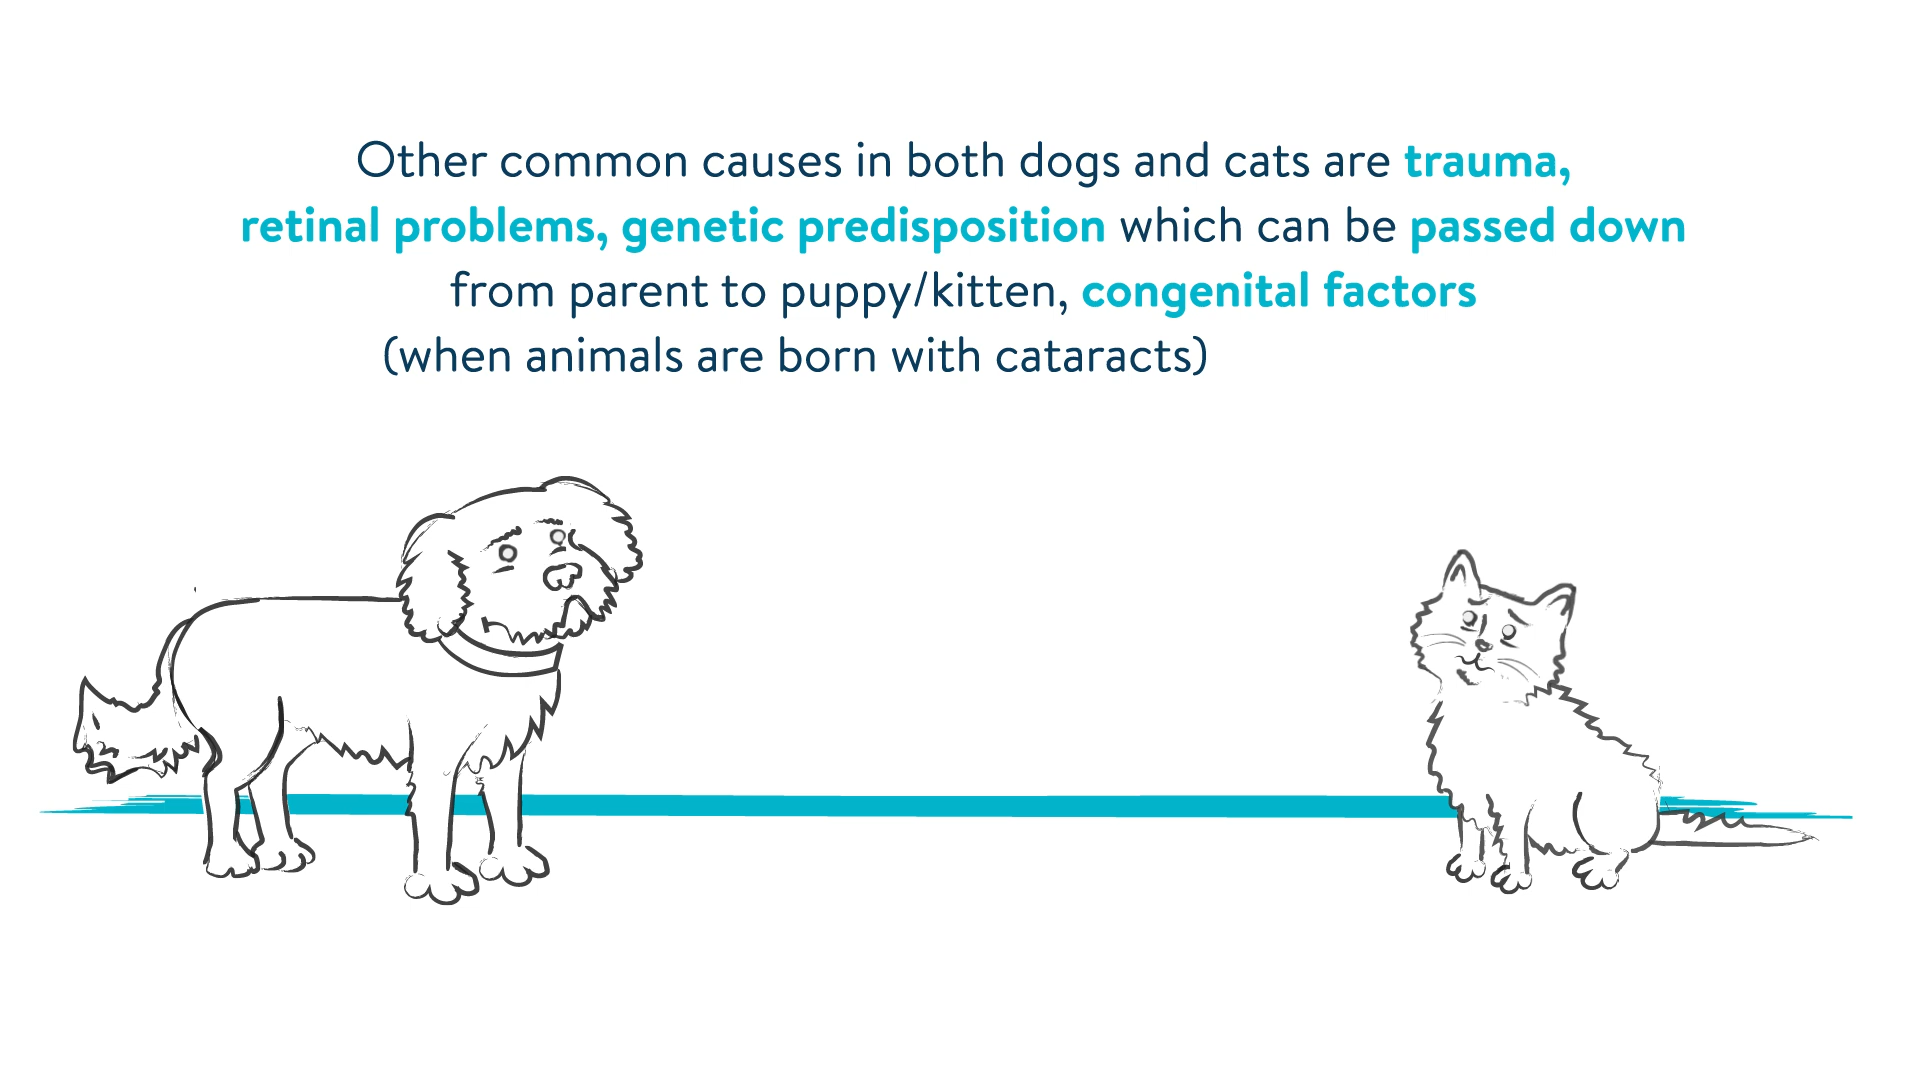 Other common causes in both dogs and cats are trauma,
retinal problems, genetic predisposition which can be passed down
from parent to puppy/kitten, congenital factors
(when animals are born with cataracts)